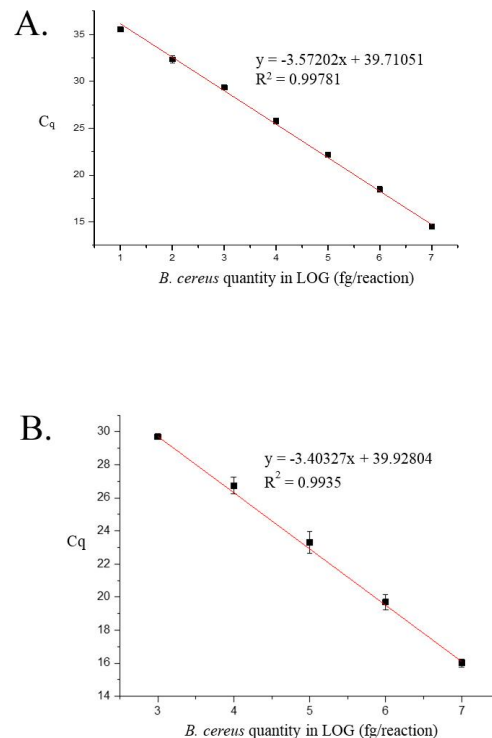 A.
35
30
25
20
15
Cq
y = -3.57202x + 39.71051
R² = 0.99781
1 2 3 4 5 6 7
B. cereus quantity in LOG (fg/reaction)
B.
30
28
26
24
22
20
18
16
14
Cq
y = -3.40327x + 39.92804
R² = 0.9935
3 4 5 6 7
B. cereus quantity in LOG (fg/reaction)